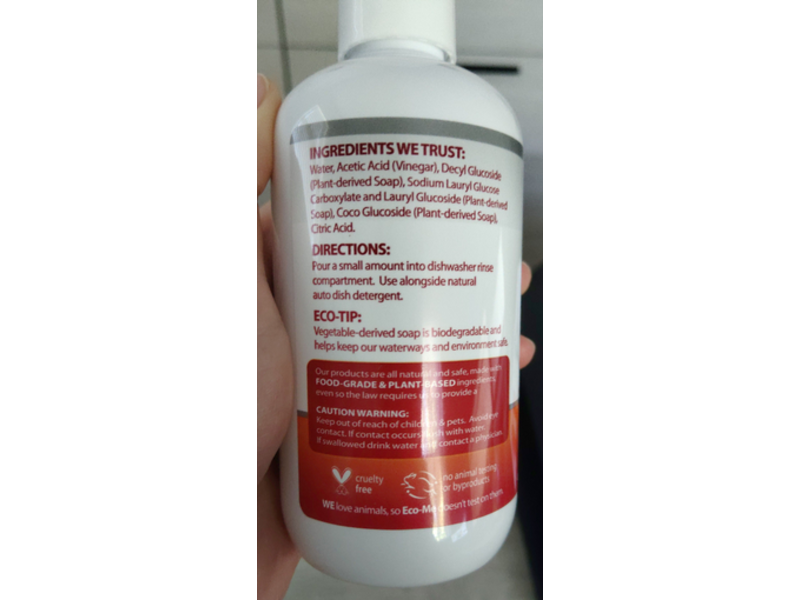 INGREDIENTS WE TRUST:
Water, Acetic Acid (Vinegar), Decyl Glucoside
(Plant-derived Soap), Sodium Lauryl Glucose
Carboxylate and Lauryl Glucoside (Plant-derived
Soap), Coco Glucoside (Plant-derived Soap),
Citric Acid.
DIRECTIONS:
Pour a small amount into dishwasher rinse
compartment. Use alongside natural
auto dish detergent.
ECO-TIP:
Vegetable-derived soap is biodegradable and
helps keep our waterways and environment safe.
Our products are all natural and safe, made with
FOOD-GRADE & PLANT-BASED ingredients,
even so the law requires us to provide a
CAUTION WARNING:
Keep out of reach of children & pets. Avoid eye
contact. If contact occurs flush with water.
If swallowed drink water and contact a physician.
cruelty
free
no animal testing
or byproducts
WE love animals, so Eco-Me doesn't test on them